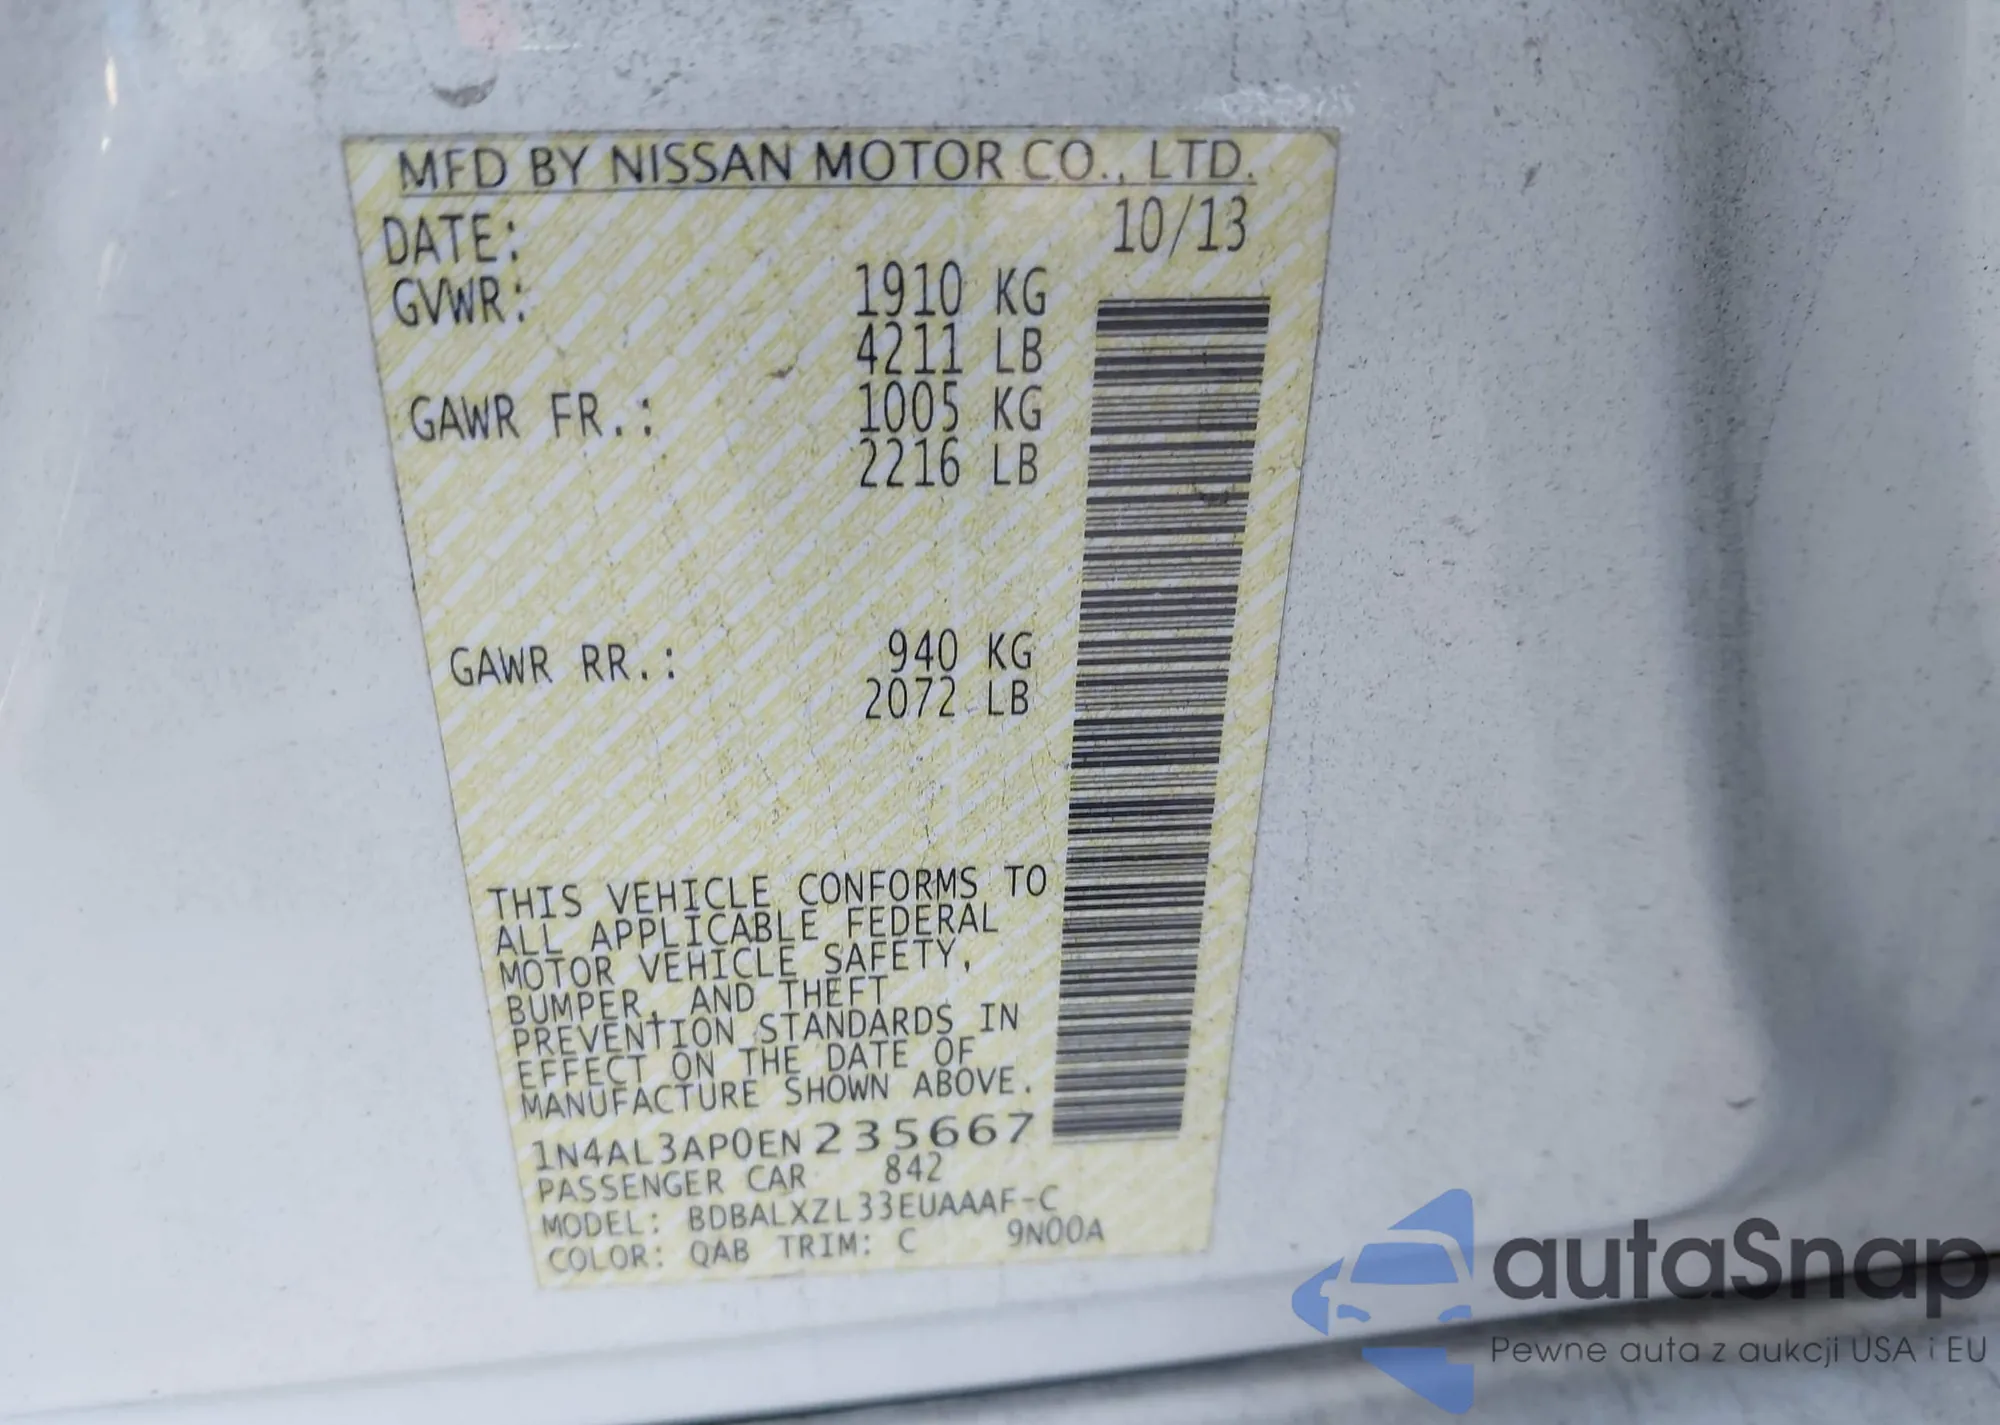 MFD BY NISSAN MOTOR CO., LTD.
DATE: 10/13
GVWR: 1910 KG
4211 LB
GAWR FR.: 1005 KG
2216 LB
GAWR RR.: 940 KG
2072 LB
THIS VEHICLE CONFORMS TO
ALL APPLICABLE FEDERAL
MOTOR VEHICLE SAFETY,
BUMPER, AND THEFT
PREVENTION STANDARDS IN
EFFECT ON THE DATE OF
MANUFACTURE SHOWN ABOVE.
1N4AL3AP0EN235667
PASSENGER CAR 842
MODEL: BDBALXZL33EUAAAF-C
COLOR: QAB TRIM: C 9N00A
autaSnap
Pewne auta z aukcji USA i EU